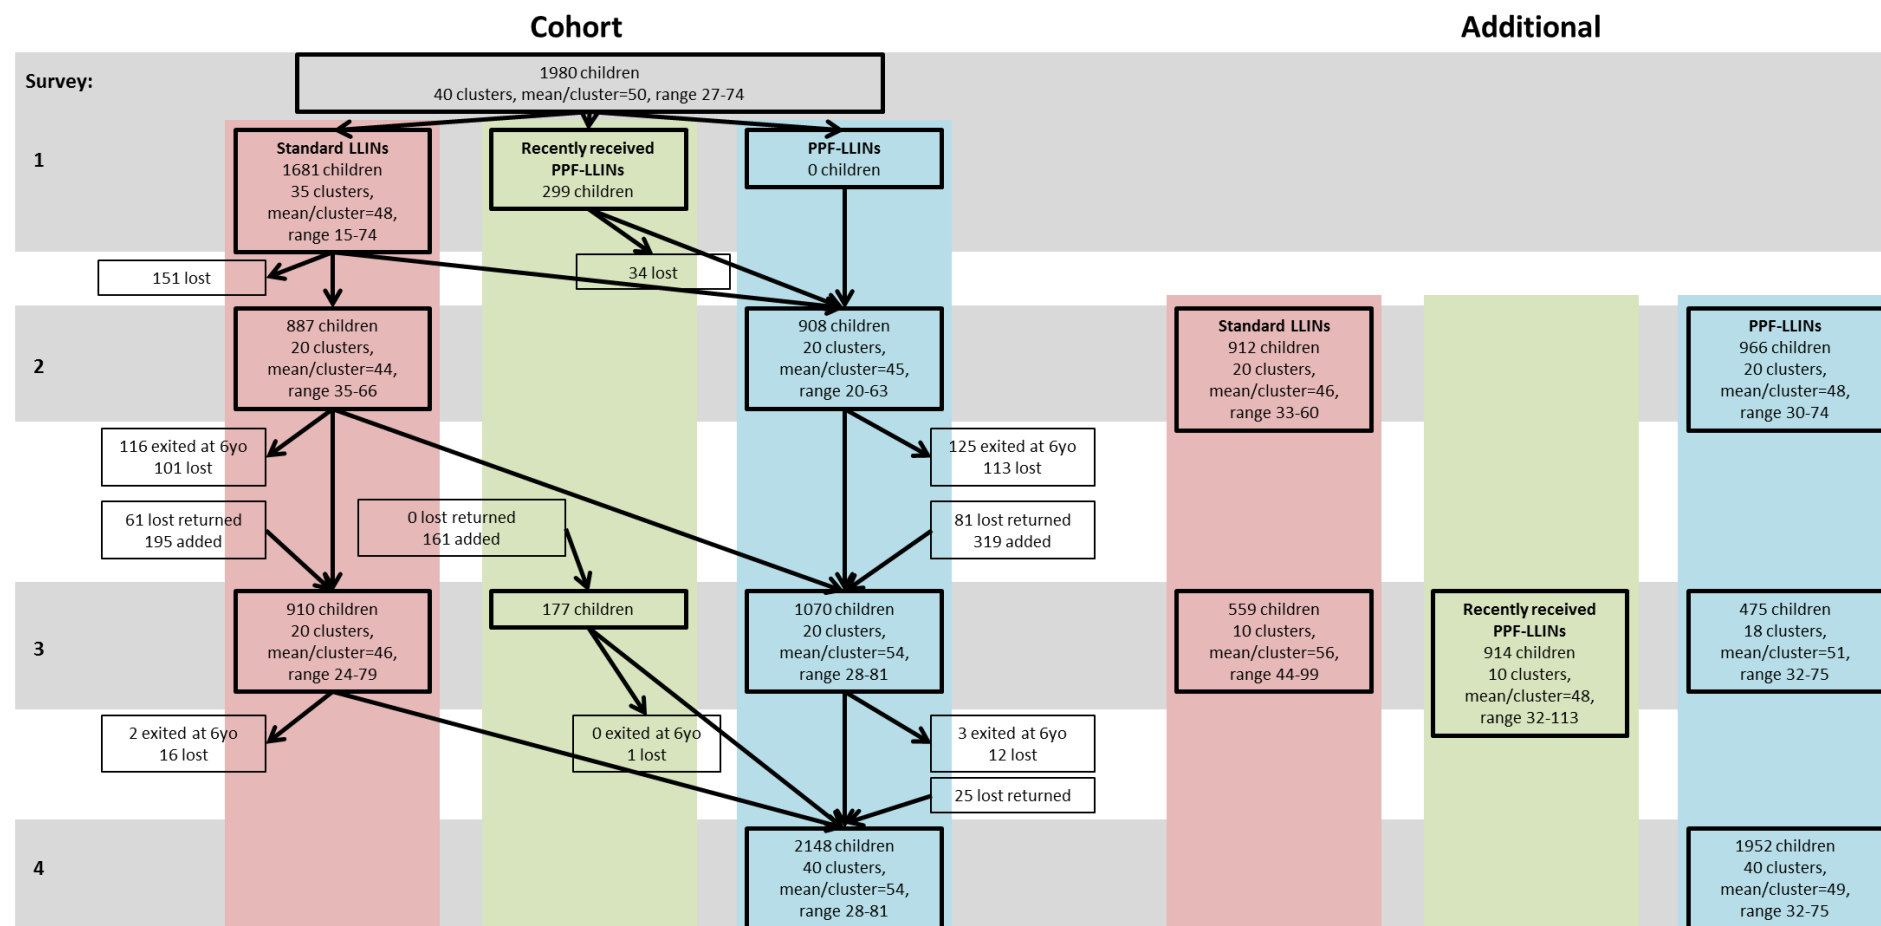 Cohort
Additional
Survey:
1980 children
40 clusters, mean/cluster=50, range 27-74
1
Standard LLINs
1681 children
35 clusters,
mean/cluster=48,
range 15-74
Recently received
PPF-LLINs
299 children
PPF-LLINs
0 children
151 lost
34 lost
2
887 children
20 clusters,
mean/cluster=44,
range 35-66
908 children
20 clusters,
mean/cluster=45,
range 20-63
Standard LLINs
912 children
20 clusters,
mean/cluster=46,
range 33-60
PPF-LLINs
966 children
20 clusters,
mean/cluster=48,
range 30-74
116 exited at 6yo
101 lost
125 exited at 6yo
113 lost
61 lost returned
195 added
0 lost returned
161 added
81 lost returned
319 added
3
910 children
20 clusters,
mean/cluster=46,
range 24-79
177 children
1070 children
20 clusters,
mean/cluster=54,
range 28-81
559 children
10 clusters,
mean/cluster=56,
range 44-99
Recently received
PPF-LLINs
914 children
10 clusters,
mean/cluster=48,
range 32-113
475 children
18 clusters,
mean/cluster=51,
range 32-75
2 exited at 6yo
16 lost
0 exited at 6yo
1 lost
3 exited at 6yo
12 lost
25 lost returned
4
2148 children
40 clusters,
mean/cluster=54,
range 28-81
1952 children
40 clusters,
mean/cluster=49,
range 32-75